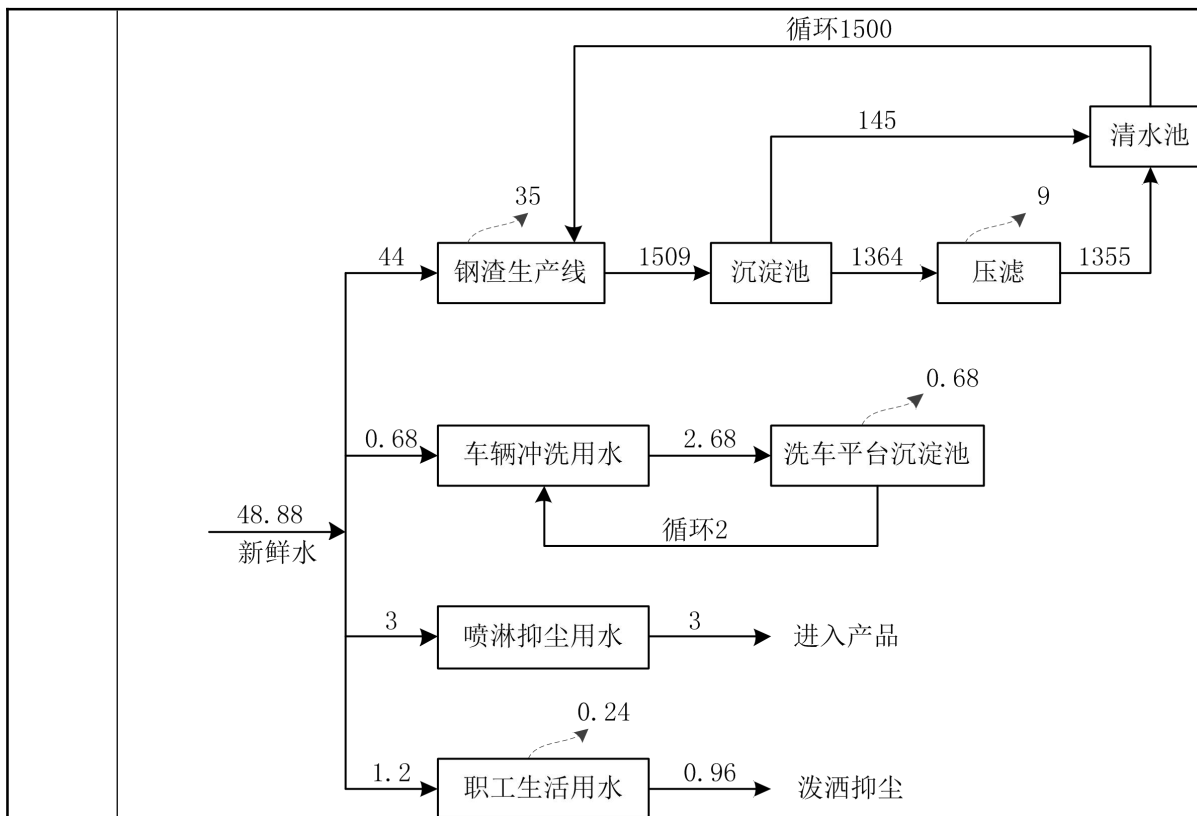 循环1500
145
清水池
35
9
44
钢渣生产线
1509
沉淀池
1364
压滤
1355
0.68
0.68
车辆冲洗用水
2.68
洗车平台沉淀池
48.88
新鲜水
循环2
3
喷淋抑尘用水
3
进入产品
0.24
1.2
职工生活用水
0.96
泼洒抑尘